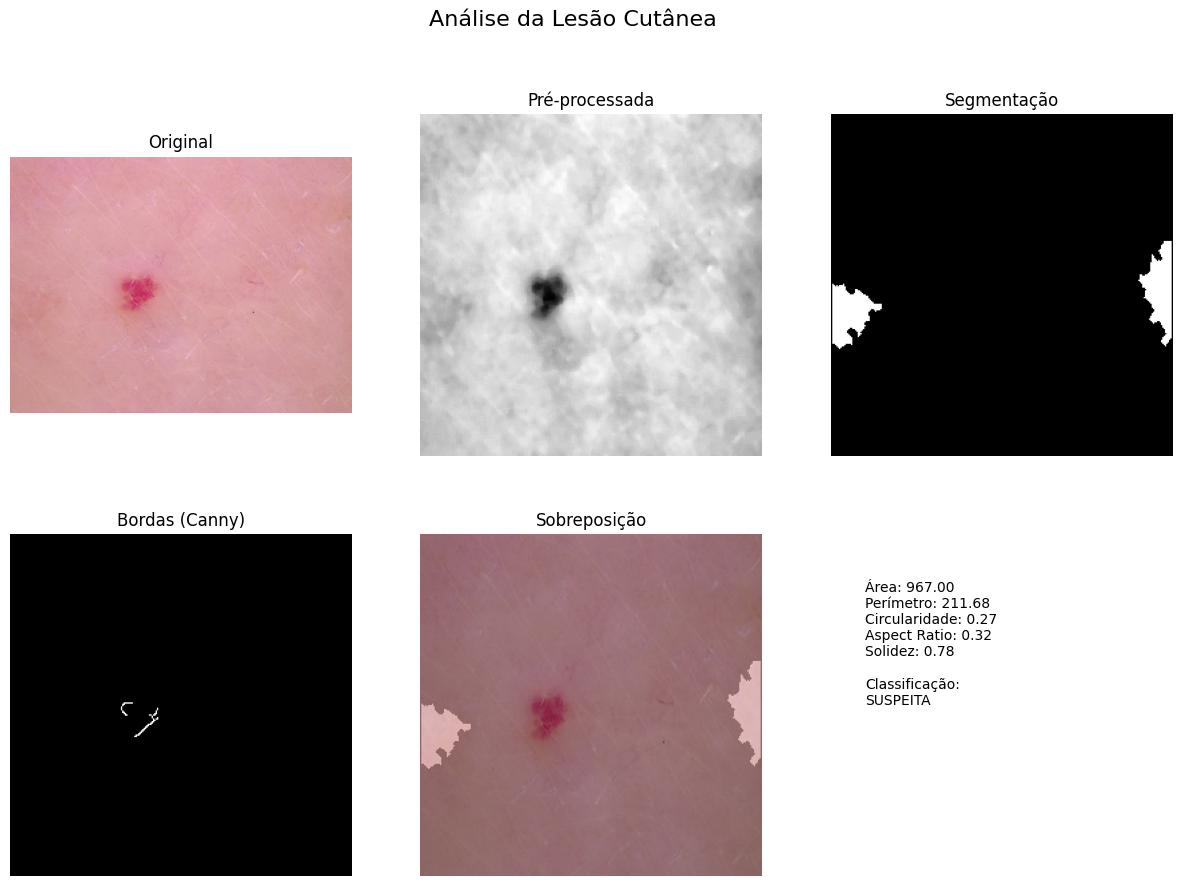 Análise da Lesão Cutânea
Original
Pré-processada
Segmentação
Bordas (Canny)
Sobreposição
Área: 967.00
Perímetro: 211.68
Circularidade: 0.27
Aspect Ratio: 0.32
Solidez: 0.78
Classificação:
SUSPEITA